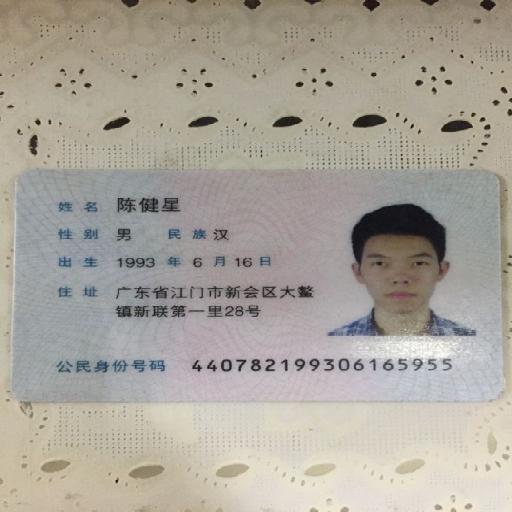 姓名 陈健星
性别 男 民族 汉
出生 1993 年 6 月 16 日
住址 广东省江门市新会区大鳌
镇新联第一里28号
公民身份号码 440782199306165955